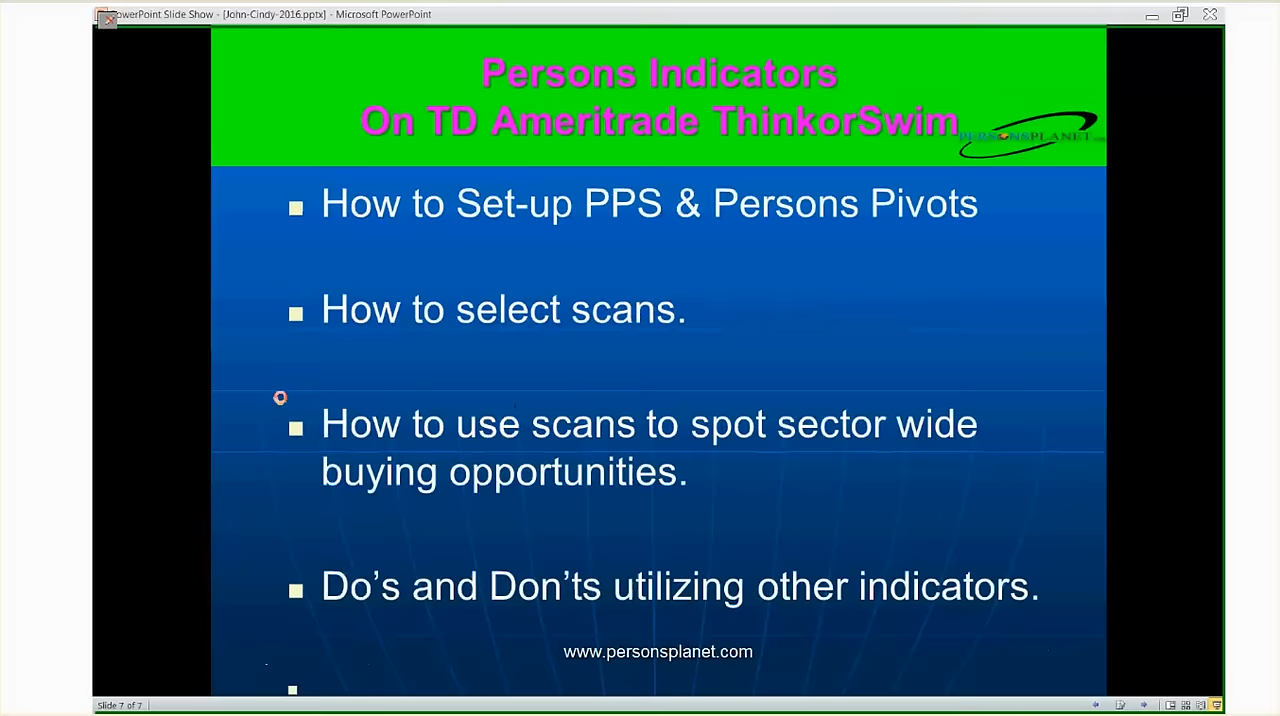 PowerPoint Slide Show - [John-Cindy-2016.pptx] - Microsoft PowerPoint
Persons Indicators
On TD Ameritrade ThinkorSwim
PERSONSPLANET
How to Set-up PPS & Persons Pivots
How to select scans.
How to use scans to spot sector wide
buying opportunities.
Do’s and Don’ts utilizing other indicators.
www.personsplanet.com
Slide 7 of 7